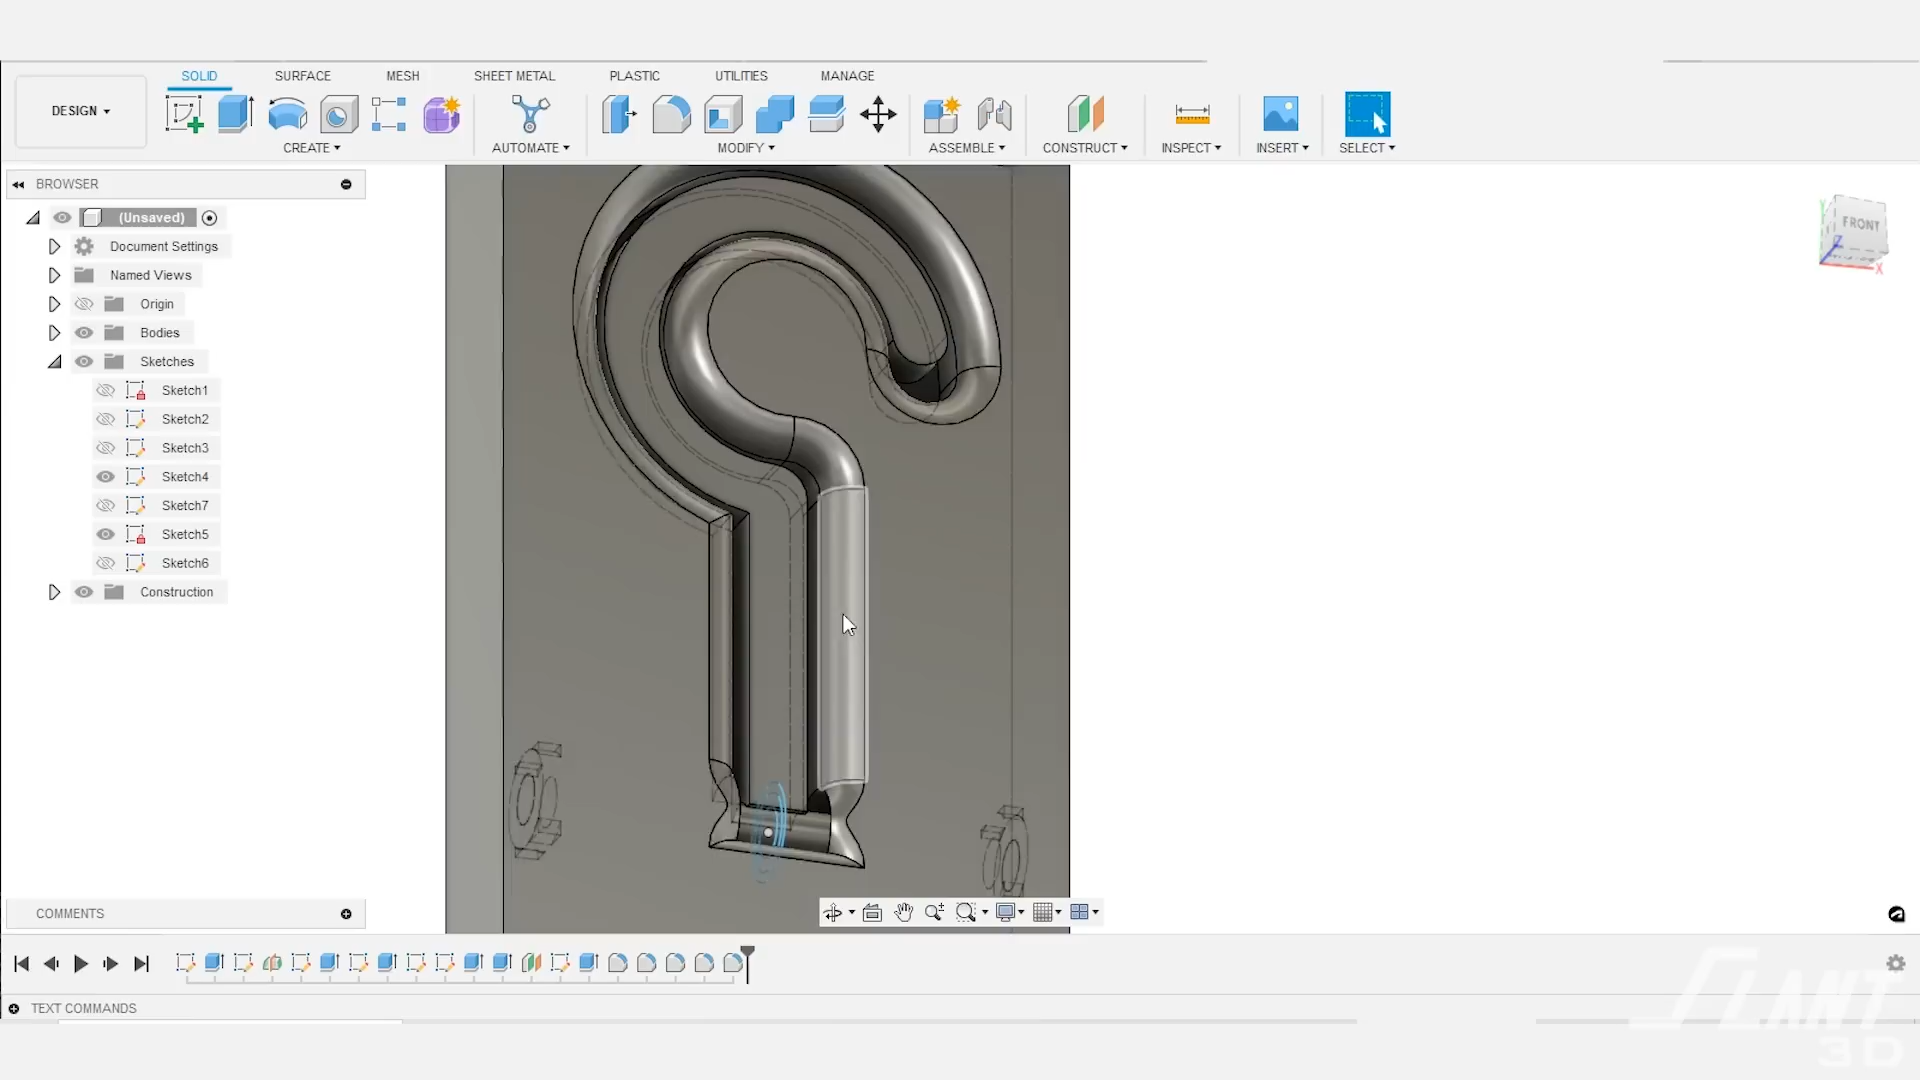 SOLID SURFACE MESH SHEET METAL PLASTIC UTILITIES MANAGE
DESIGN
CREATE AUTOMATE MODIFY ASSEMBLE CONSTRUCT INSPECT INSERT SELECT
BROWSER
(Unsaved)
Document Settings
Named Views
Origin
Bodies
Sketches
Sketch1
Sketch2
Sketch3
Sketch4
Sketch7
Sketch5
Sketch6
Construction
FRONT
Y
Z
X
COMMENTS
TEXT COMMANDS
SLANT
3D